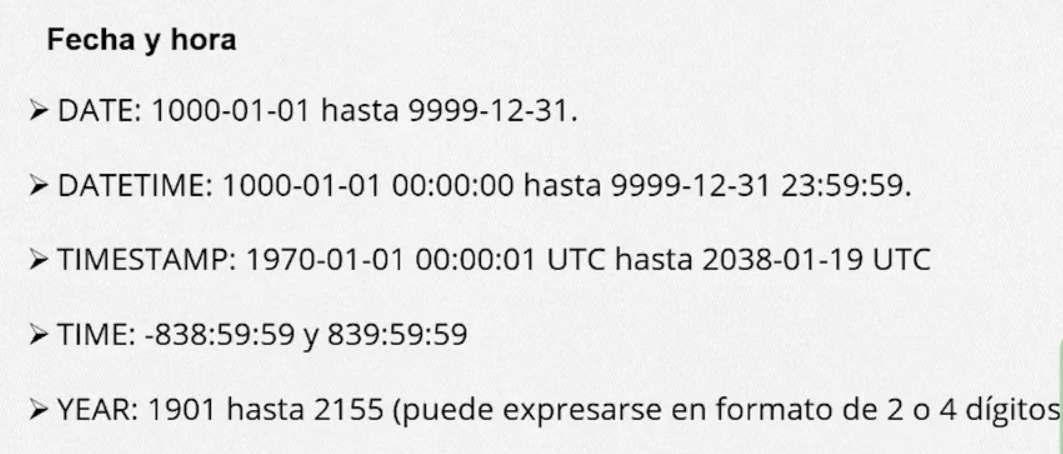 Fecha y hora
➢ DATE: 1000-01-01 hasta 9999-12-31.
➢ DATETIME: 1000-01-01 00:00:00 hasta 9999-12-31 23:59:59.
➢ TIMESTAMP: 1970-01-01 00:00:01 UTC hasta 2038-01-19 UTC
➢ TIME: -838:59:59 y 839:59:59
➢ YEAR: 1901 hasta 2155 (puede expresarse en formato de 2 o 4 dígitos